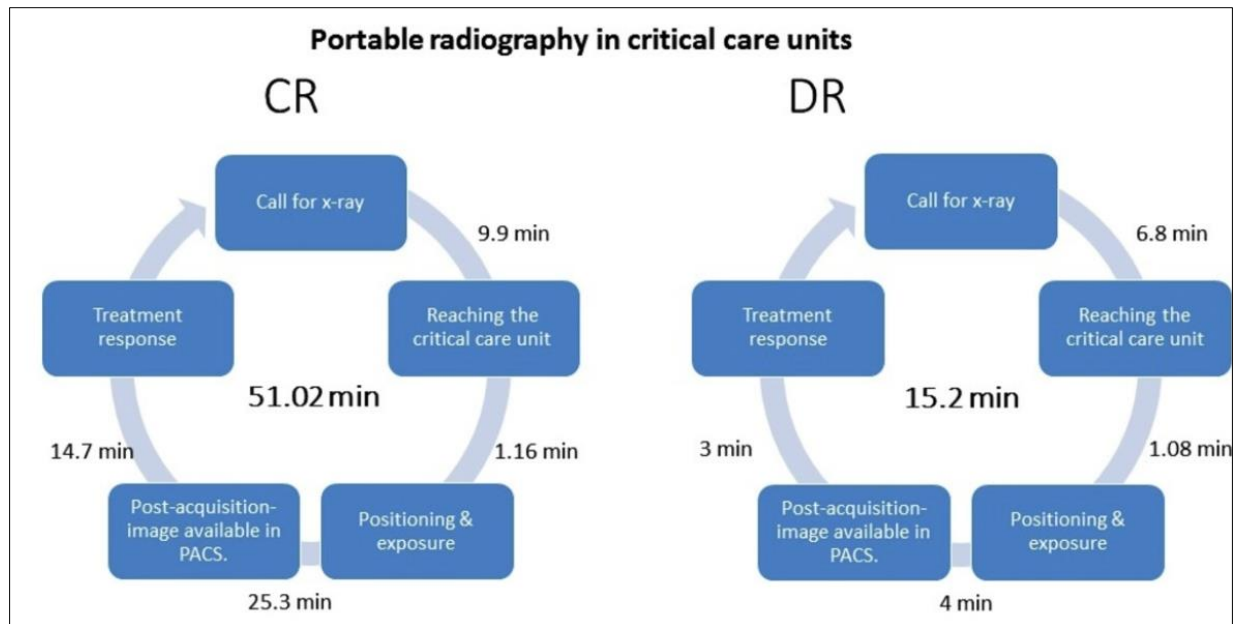 Portable radiography in critical care units
CR
Call for x-ray
9.9 min
Reaching the
critical care unit
1.16 min
Positioning &
exposure
25.3 min
Post-acquisition-
image available in
PACS.
14.7 min
Treatment
response
51.02 min
DR
Call for x-ray
6.8 min
Reaching the
critical care unit
1.08 min
Positioning &
exposure
4 min
Post-acquisition-
image available in
PACS.
3 min
Treatment
response
15.2 min